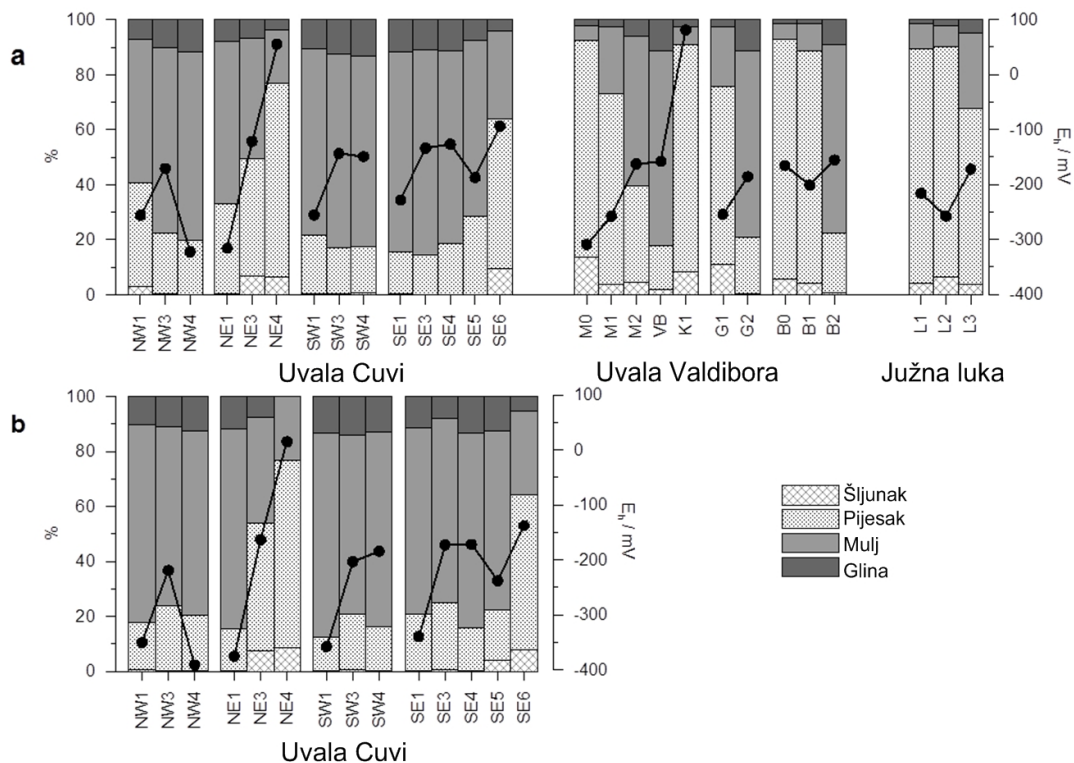 a
100
80
60
40
20
0
%
100
0
-100
-200
-300
-400
Eh / mV
NW1 NW3 NW4 NE1 NE3 NE4 SW1 SW3 SW4 SE1 SE3 SE4 SE5 SE6 M0 M1 M2 VB K1 G1 G2 B0 B1 B2 L1 L2 L3
Uvala Cuvi Uvala Valdibora Južna luka
b
100
80
60
40
20
0
%
100
0
-100
-200
-300
-400
Eh / mV
NW1 NW3 NW4 NE1 NE3 NE4 SW1 SW3 SW4 SE1 SE3 SE4 SE5 SE6
Uvala Cuvi
Šljunak
Pijesak
Mulj
Glina